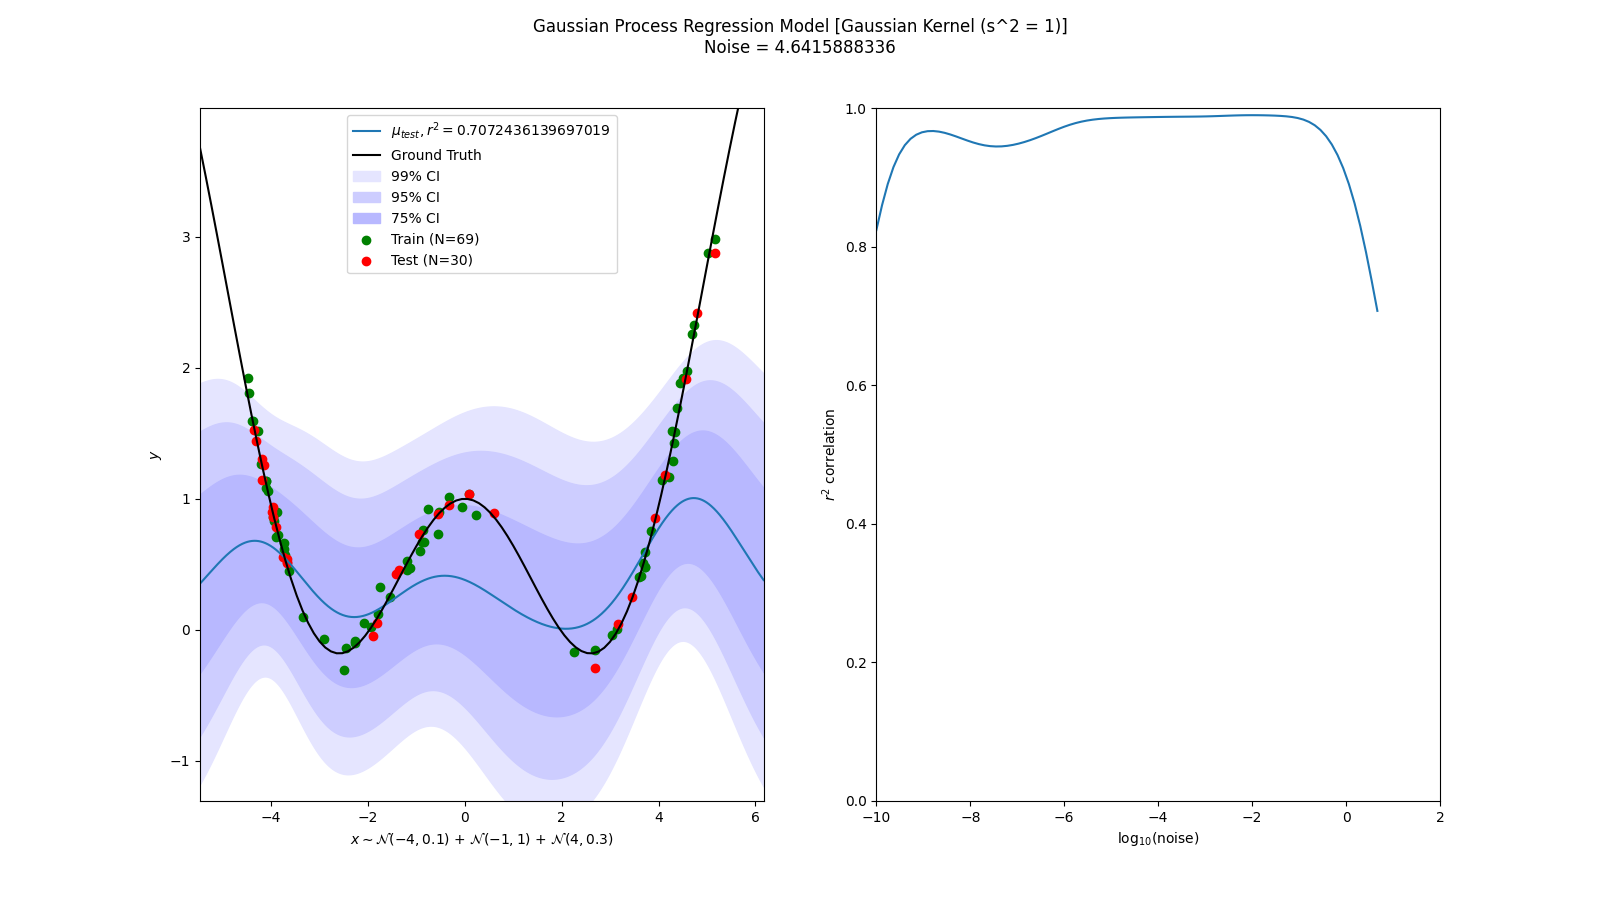 Gaussian Process Regression Model [Gaussian Kernel (s^2 = 1)]
Noise = 4.6415888336
μ_test, r² = 0.7072436139697019
Ground Truth
99% CI
95% CI
75% CI
Train (N=69)
Test (N=30)
3
2
1
0
−1
y
−4 −2 0 2 4 6
x ∼ 𝒩(−4, 0.1) + 𝒩(−1, 1) + 𝒩(4, 0.3)
1.0
0.8
0.6
0.4
0.2
0.0
r² correlation
−10 −8 −6 −4 −2 0 2
log₁₀(noise)